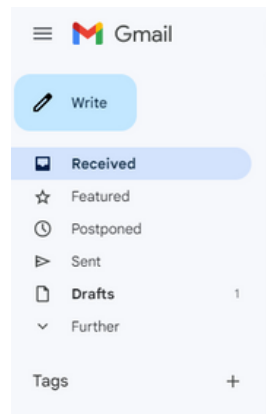 Gmail
Write
Received
Featured
Postponed
Sent
Drafts 1
Further
Tags +